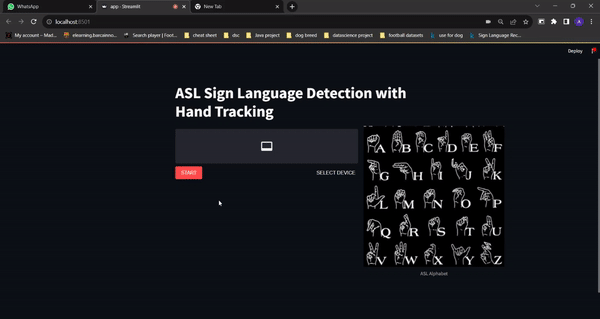 WhatsApp
app · Streamlit
New Tab
localhost:8501
My account – Mad...
elearning.barcainno...
Search player | Foot...
cheat sheet
dsc
Java project
dog breed
datascience project
football datasets
use for dog
Sign Language Rec...
Deploy
ASL Sign Language Detection with
Hand Tracking
START
SELECT DEVICE
A B C D E F
G H I J K
L M N O P
Q R S T U
V W X Y Z
ASL Alphabet